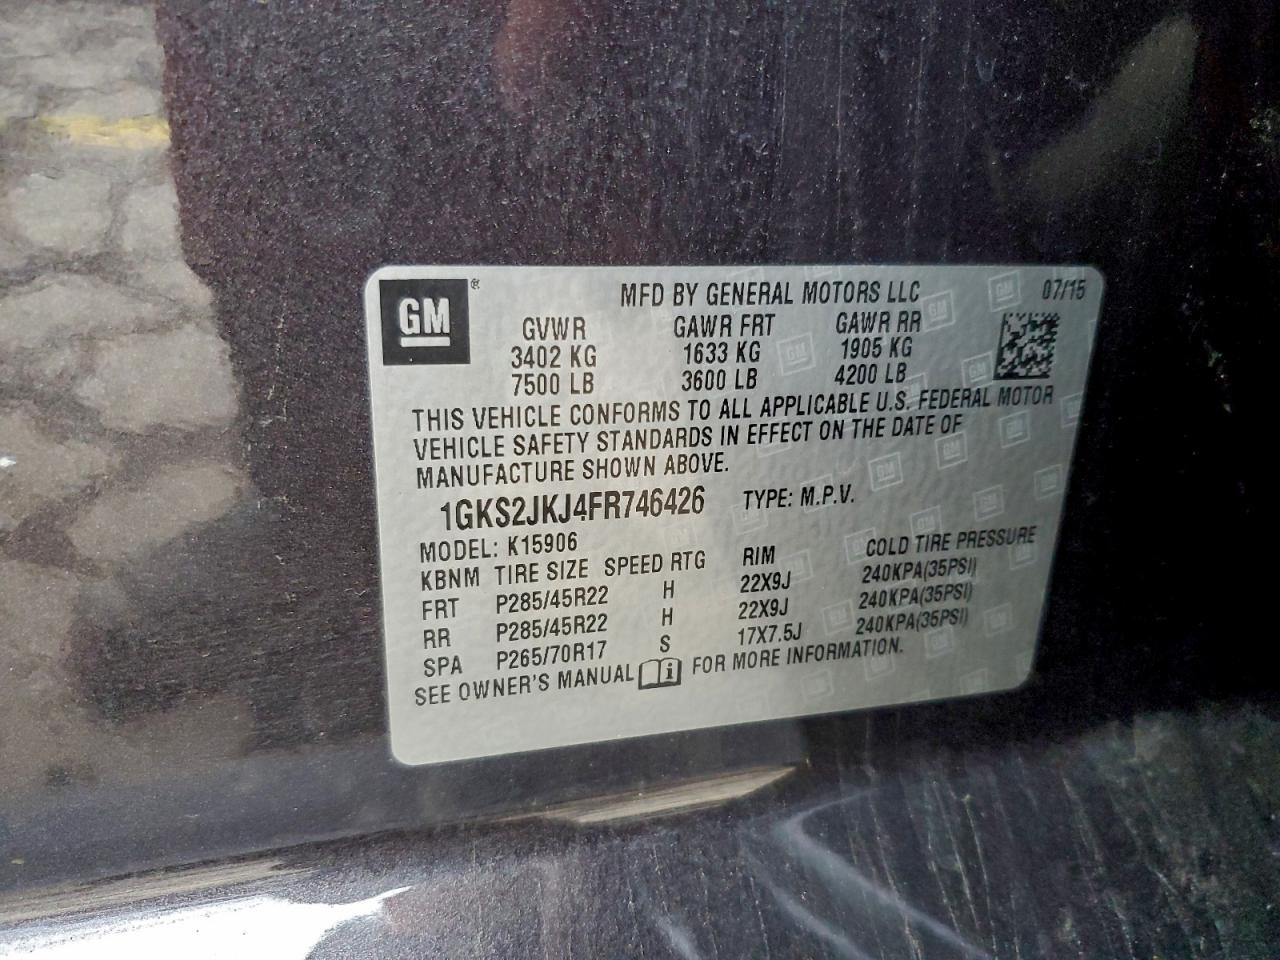 GM ® MFD BY GENERAL MOTORS LLC 07/15
GVWR GAWR FRT GAWR RR
3402 KG 1633 KG 1905 KG
7500 LB 3600 LB 4200 LB
THIS VEHICLE CONFORMS TO ALL APPLICABLE U.S. FEDERAL MOTOR
VEHICLE SAFETY STANDARDS IN EFFECT ON THE DATE OF
MANUFACTURE SHOWN ABOVE.
1GKS2JKJ4FR746426 TYPE: M.P.V.
MODEL: K15906
KBNM TIRE SIZE SPEED RTG RIM COLD TIRE PRESSURE
FRT P285/45R22 H 22X9J 240KPA(35PSI)
RR P285/45R22 H 22X9J 240KPA(35PSI)
SPA P265/70R17 S 17X7.5J 240KPA(35PSI)
SEE OWNER'S MANUAL i FOR MORE INFORMATION.